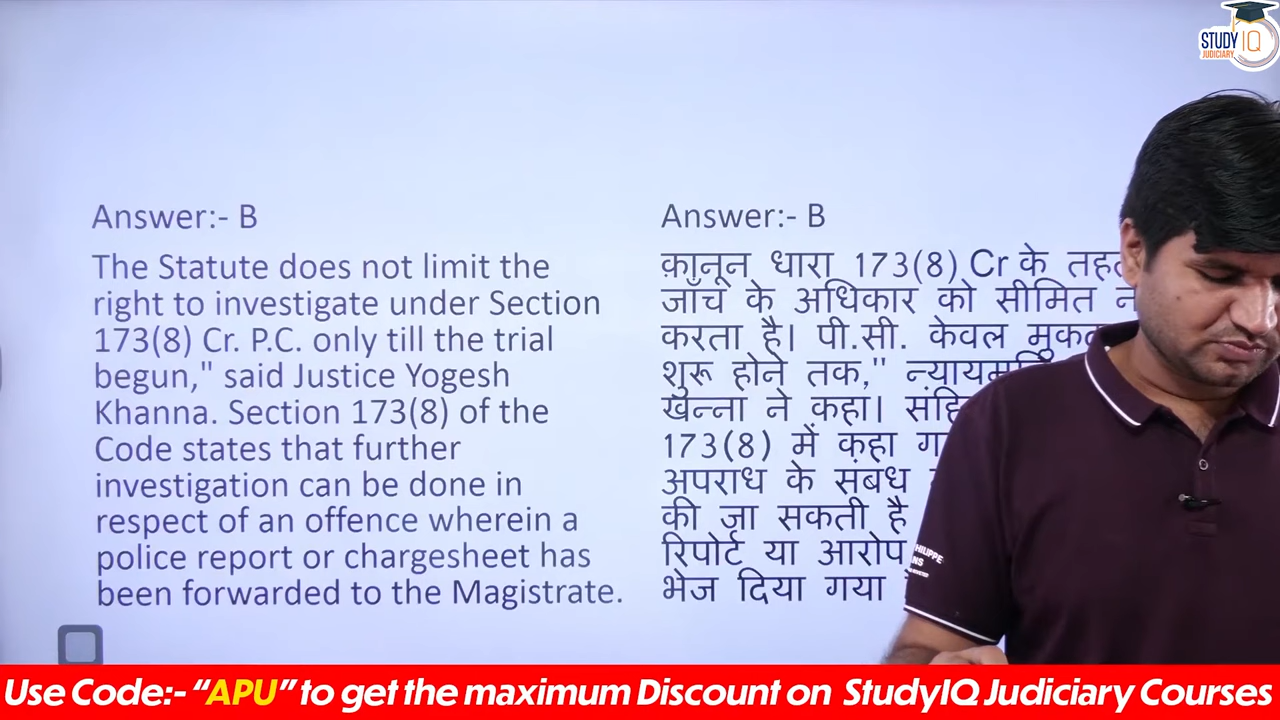 STUDY IQ
JUDICIARY
Answer:- B
The Statute does not limit the
right to investigate under Section
173(8) Cr. P.C. only till the trial
begun," said Justice Yogesh
Khanna. Section 173(8) of the
Code states that further
investigation can be done in
respect of an offence wherein a
police report or chargesheet has
been forwarded to the Magistrate.
Answer:- B
क़ानून धारा 173(8) Cr के
जाँच के अधिकार को सीमित
करता है। पी.सी. केवल
शुरू होने तक,"
खन्ना ने कहा।
173(8) में कहा
अपराध के संबंध
की जा सकती है
रिपोर्ट या आरोप
भेज दिया गया
Use Code:- “APU” to get the maximum Discount on StudyIQ Judiciary Courses